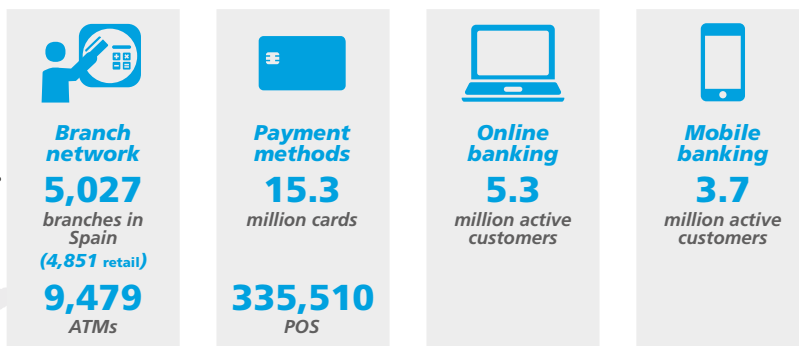 Branch
network
5,027
branches in
Spain
(4,851 retail)
9,479
ATMs
Payment
methods
15.3
million cards
335,510
POS
Online
banking
5.3
million active
customers
Mobile
banking
3.7
million active
customers